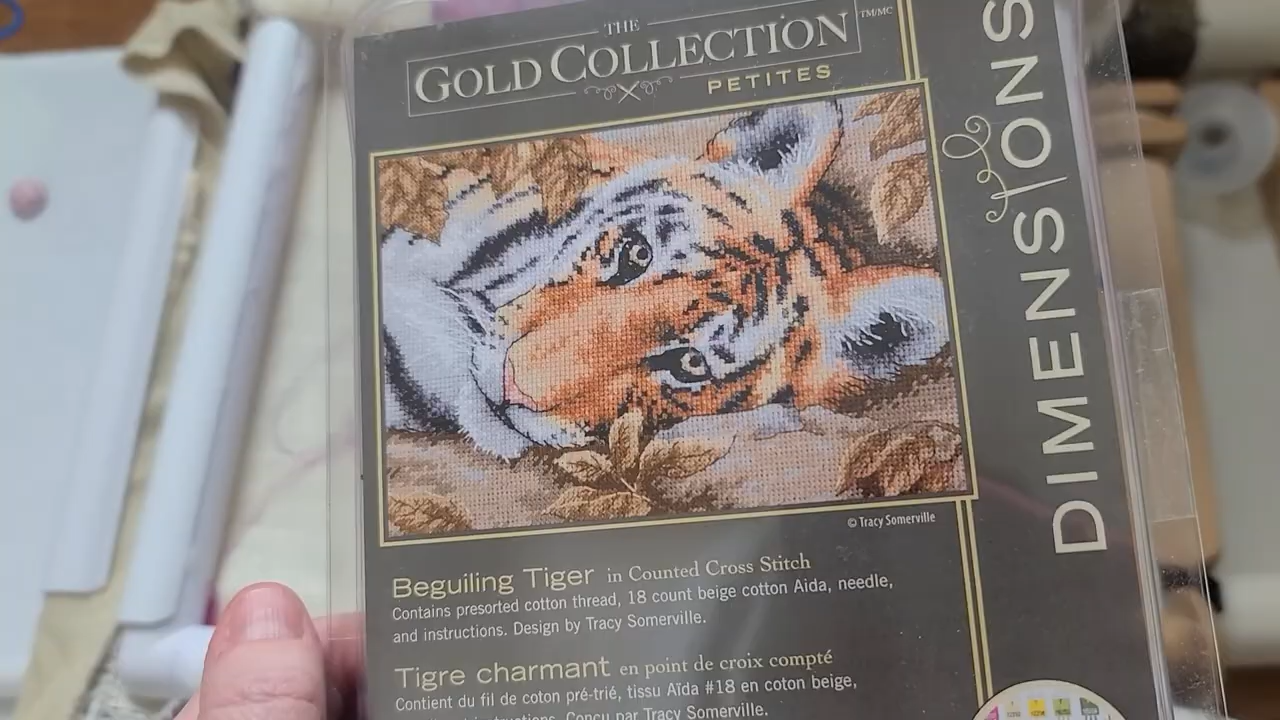 THE
GOLD COLLECTION TM/MC
PETITES
DIMENSIONS
© Tracy Somerville
Beguiling Tiger in Counted Cross Stitch
Contains presorted cotton thread, 18 count beige cotton Aida, needle,
and instructions. Design by Tracy Somerville.
Tigre charmant en point de croix compté
Contient du fil de coton pré-trié, tissu Aïda #18 en coton beige,
instructions. Conçu par Tracy Somerville.